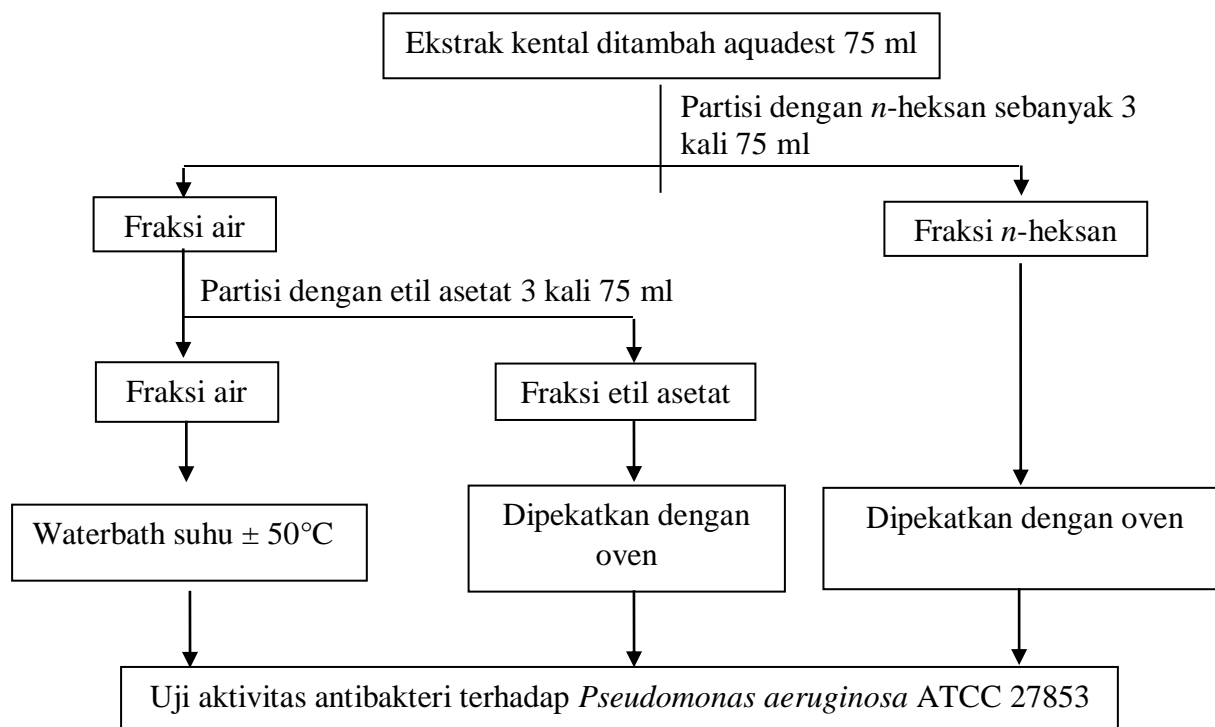 Ekstrak kental ditambah aquadest 75 ml
Partisi dengan n-heksan sebanyak 3
kali 75 ml
Fraksi air
Fraksi n-heksan
Partisi dengan etil asetat 3 kali 75 ml
Fraksi air
Fraksi etil asetat
Waterbath suhu ± 50°C
Dipekatkan dengan
oven
Dipekatkan dengan oven
Uji aktivitas antibakteri terhadap Pseudomonas aeruginosa ATCC 27853